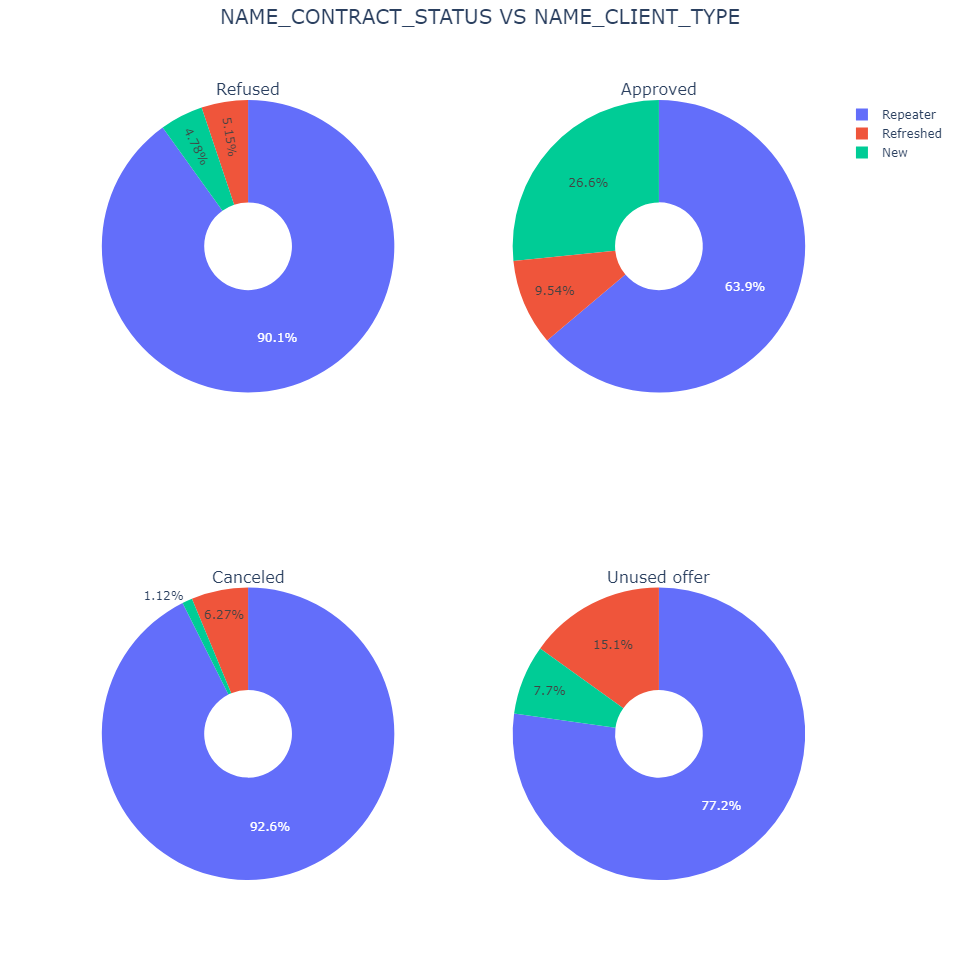 NAME_CONTRACT_STATUS VS NAME_CLIENT_TYPE
Refused
5.15%
4.78%
90.1%
Approved
26.6%
9.54%
63.9%
Repeater
Refreshed
New
Canceled
1.12%
6.27%
92.6%
Unused offer
15.1%
7.7%
77.2%